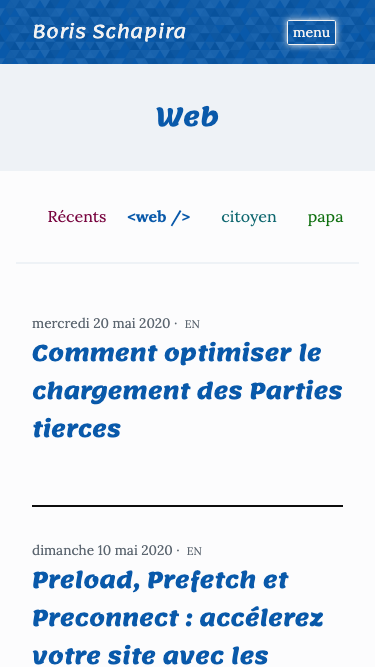 Boris Schapira
menu
Web
Récents <web /> citoyen papa
mercredi 20 mai 2020 · EN
Comment optimiser le
chargement des Parties
tierces
dimanche 10 mai 2020 · EN
Preload, Prefetch et
Preconnect : accélerez
votre site avec les